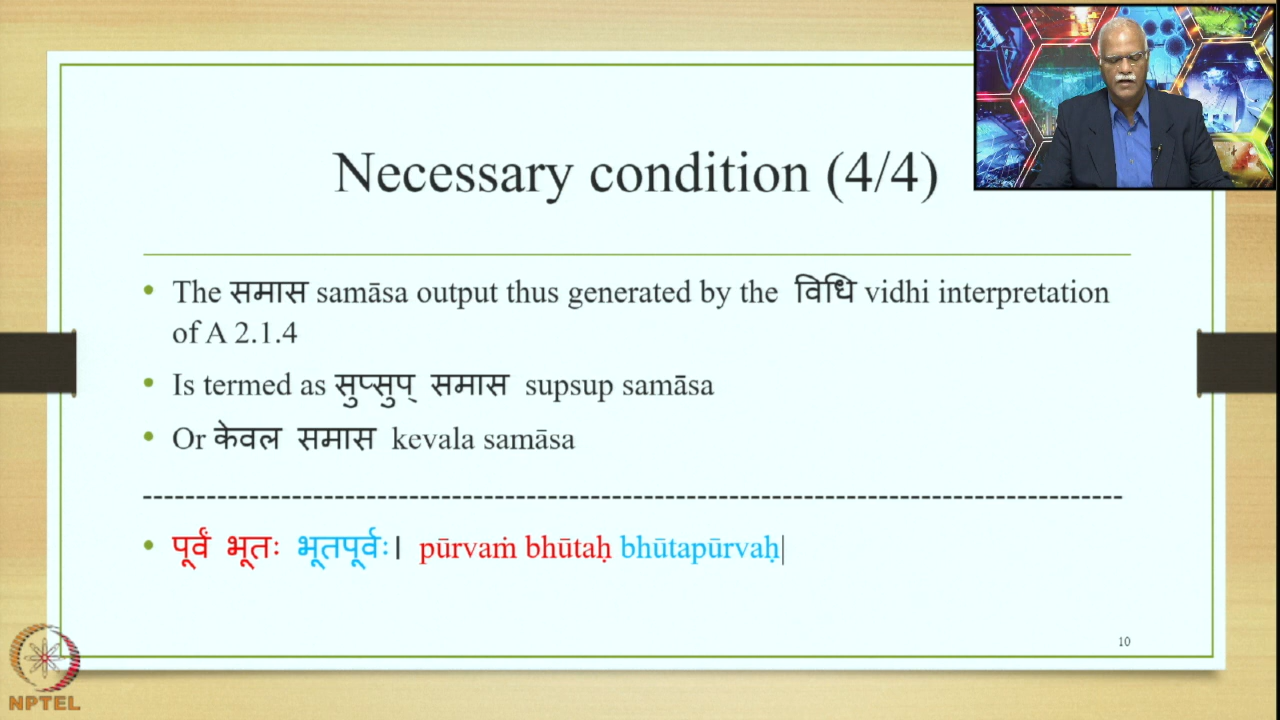 Necessary condition (4/4)
• The समास samāsa output thus generated by the विधि vidhi interpretation
of A 2.1.4
• Is termed as सुप्सुप् समास supsup samāsa
• Or केवल समास kevala samāsa
--------------------------------------------------------------------------------------------
• पूर्वं भूतः भूतपूर्वः। pūrvaṁ bhūtaḥ bhūtapūrvaḥ|
10
NPTEL